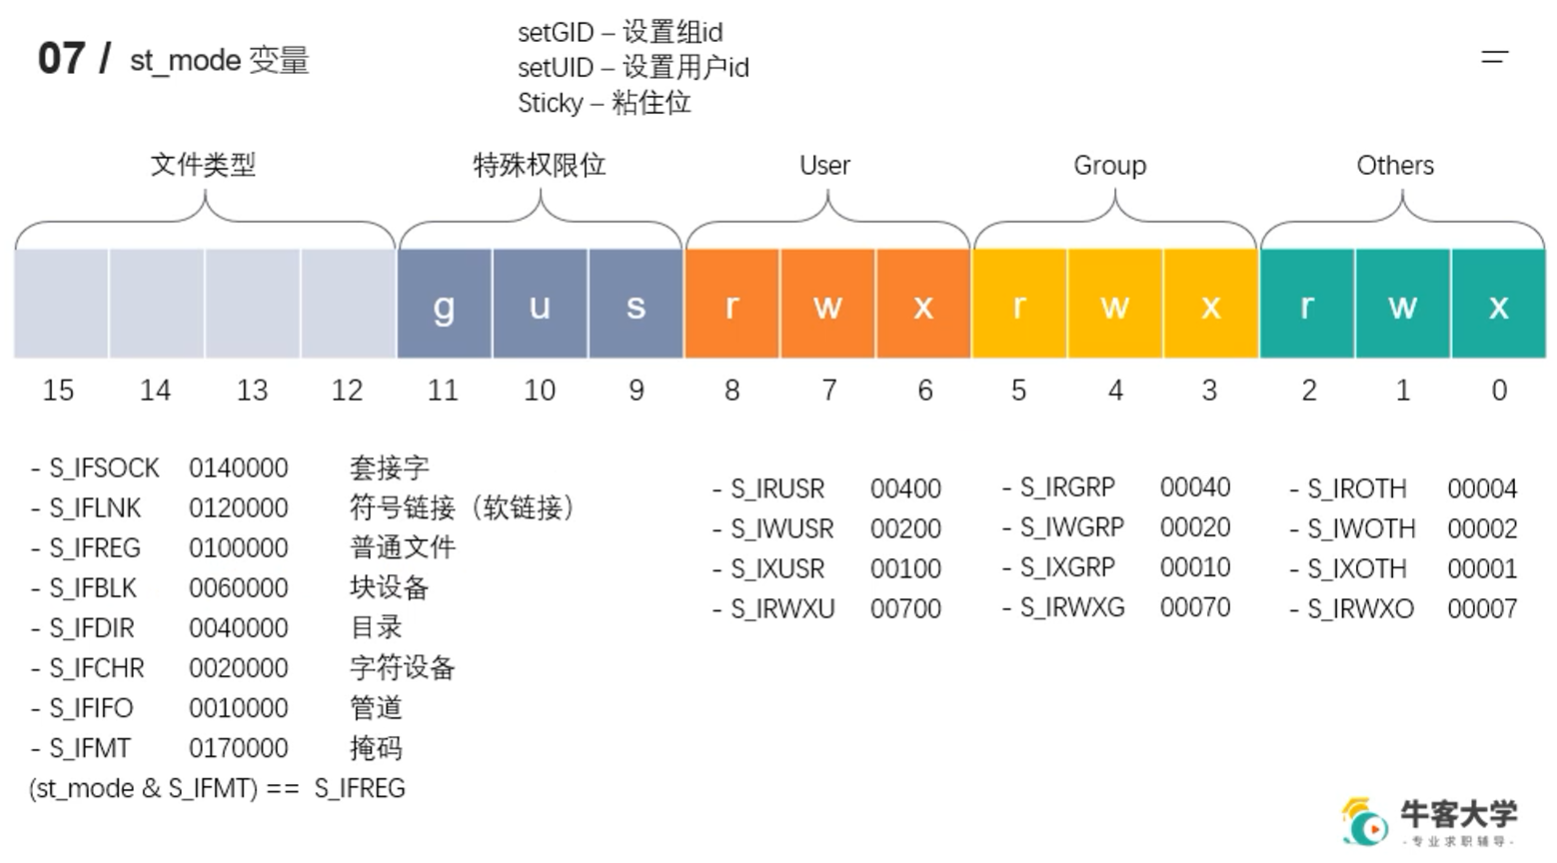 07 / st_mode 变量
setGID – 设置组id
setUID – 设置用户id
Sticky – 粘住位
文件类型 特殊权限位 User Group Others
g u s r w x r w x r w x
15 14 13 12 11 10 9 8 7 6 5 4 3 2 1 0
- S_IFSOCK 0140000 套接字
- S_IFLNK 0120000 符号链接（软链接）
- S_IFREG 0100000 普通文件
- S_IFBLK 0060000 块设备
- S_IFDIR 0040000 目录
- S_IFCHR 0020000 字符设备
- S_IFIFO 0010000 管道
- S_IFMT 0170000 掩码
(st_mode & S_IFMT) == S_IFREG
- S_IRUSR 00400
- S_IWUSR 00200
- S_IXUSR 00100
- S_IRWXU 00700
- S_IRGRP 00040
- S_IWGRP 00020
- S_IXGRP 00010
- S_IRWXG 00070
- S_IROTH 00004
- S_IWOTH 00002
- S_IXOTH 00001
- S_IRWXO 00007
牛客大学
-专业求职辅导-